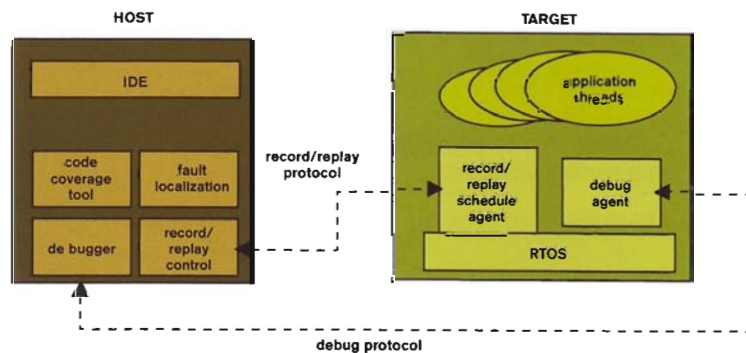 HOST
IDE
code
coverage
tool
fault
localization
de bugger
record/
replay
control
record/replay
protocol
TARGET
application
threads
record/
replay
schedule
agent
debug
agent
RTOS
debug protocol